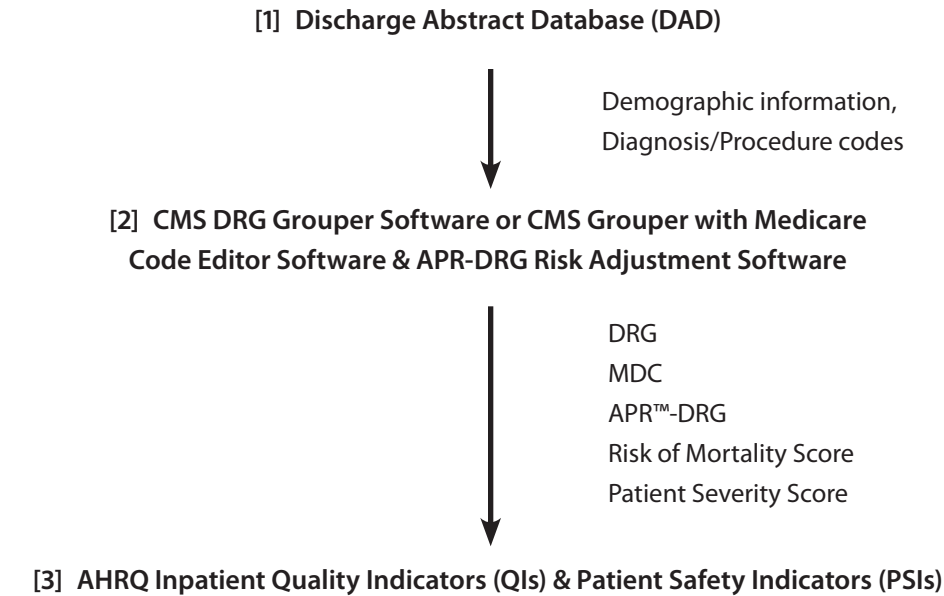 [1] Discharge Abstract Database (DAD)
Demographic information,
Diagnosis/Procedure codes
[2] CMS DRG Grouper Software or CMS Grouper with Medicare
Code Editor Software & APR-DRG Risk Adjustment Software
DRG
MDC
APR™-DRG
Risk of Mortality Score
Patient Severity Score
[3] AHRQ Inpatient Quality Indicators (QIs) & Patient Safety Indicators (PSIs)